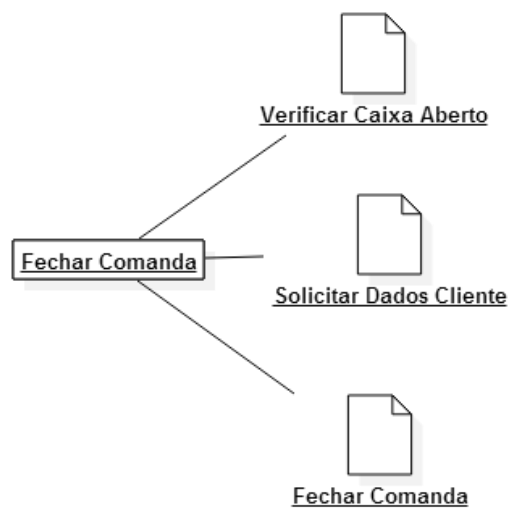 Verificar Caixa Aberto
Fechar Comanda
Solicitar Dados Cliente
Fechar Comanda